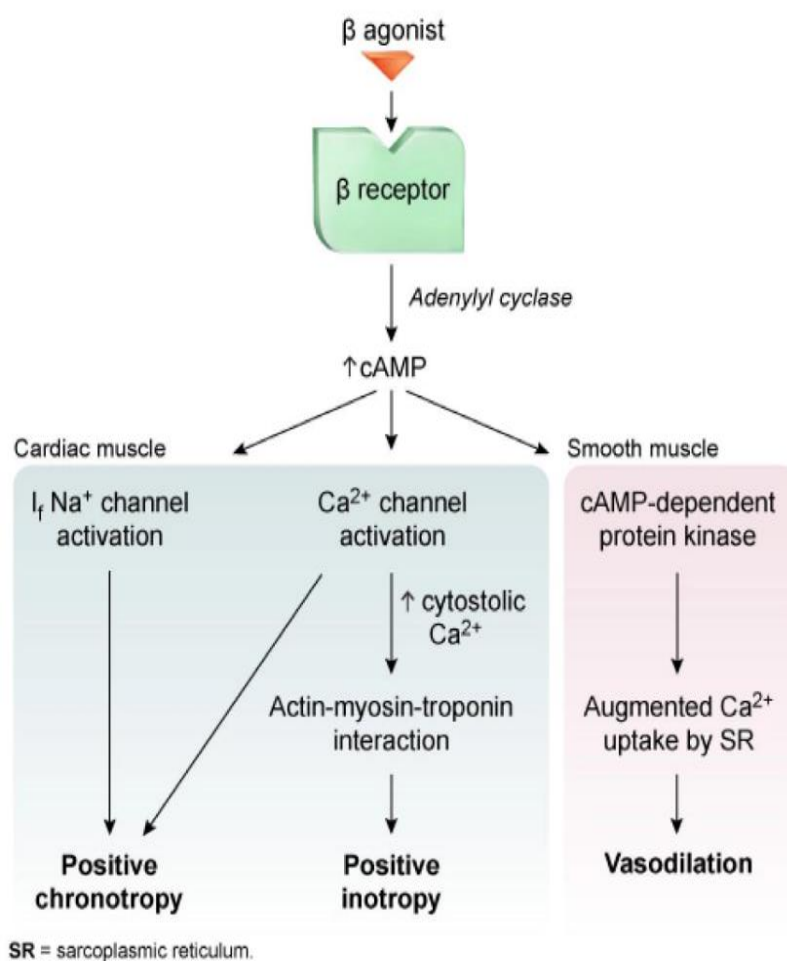 β agonist
β receptor
Adenylyl cyclase
↑cAMP
Cardiac muscle
I_f Na⁺ channel
activation
Ca²⁺ channel
activation
↑ cytostolic
Ca²⁺
Actin-myosin-troponin
interaction
Positive
chronotropy
Positive
inotropy
Smooth muscle
cAMP-dependent
protein kinase
Augmented Ca²⁺
uptake by SR
Vasodilation
SR = sarcoplasmic reticulum.